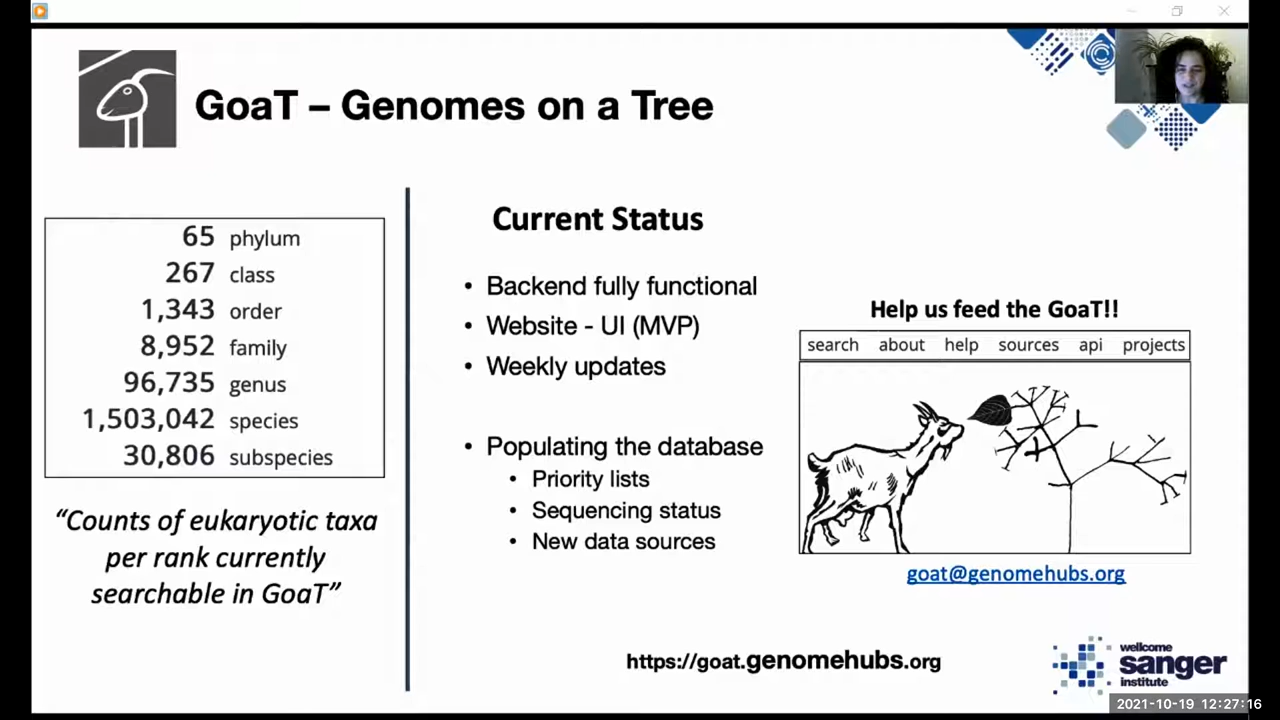 GoaT – Genomes on a Tree
65 phylum
267 class
1,343 order
8,952 family
96,735 genus
1,503,042 species
30,806 subspecies
“Counts of eukaryotic taxa
per rank currently
searchable in GoaT”
Current Status
• Backend fully functional
• Website - UI (MVP)
• Weekly updates
• Populating the database
• Priority lists
• Sequencing status
• New data sources
Help us feed the GoaT!!
search about help sources api projects
goat@genomehubs.org
https://goat.genomehubs.org
wellcome
sanger
institute
2021-10-19 12:27:16